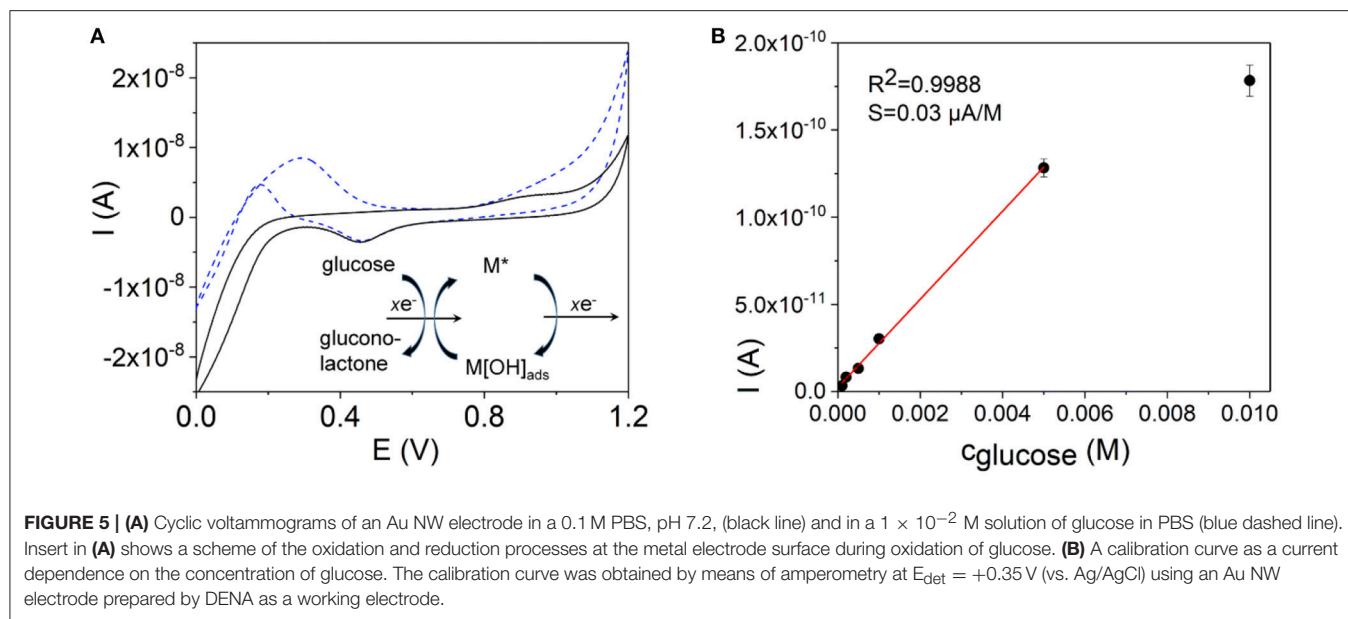 A
2x10⁻⁸
1x10⁻⁸
0
-1x10⁻⁸
-2x10⁻⁸
I (A)
0.0 0.4 0.8 1.2
E (V)
glucose M*
xe⁻ xe⁻
glucono-
lactone M[OH]ads
B
2.0x10⁻¹⁰
1.5x10⁻¹⁰
1.0x10⁻¹⁰
5.0x10⁻¹¹
0.0
I (A)
R²=0.9988
S=0.03 µA/M
0.000 0.002 0.004 0.006 0.008 0.010
cglucose (M)
FIGURE 5 | (A) Cyclic voltammograms of an Au NW electrode in a 0.1 M PBS, pH 7.2, (black line) and in a 1 × 10⁻² M solution of glucose in PBS (blue dashed line).
Insert in (A) shows a scheme of the oxidation and reduction processes at the metal electrode surface during oxidation of glucose. (B) A calibration curve as a current
dependence on the concentration of glucose. The calibration curve was obtained by means of amperometry at Edet = +0.35 V (vs. Ag/AgCl) using an Au NW
electrode prepared by DENA as a working electrode.